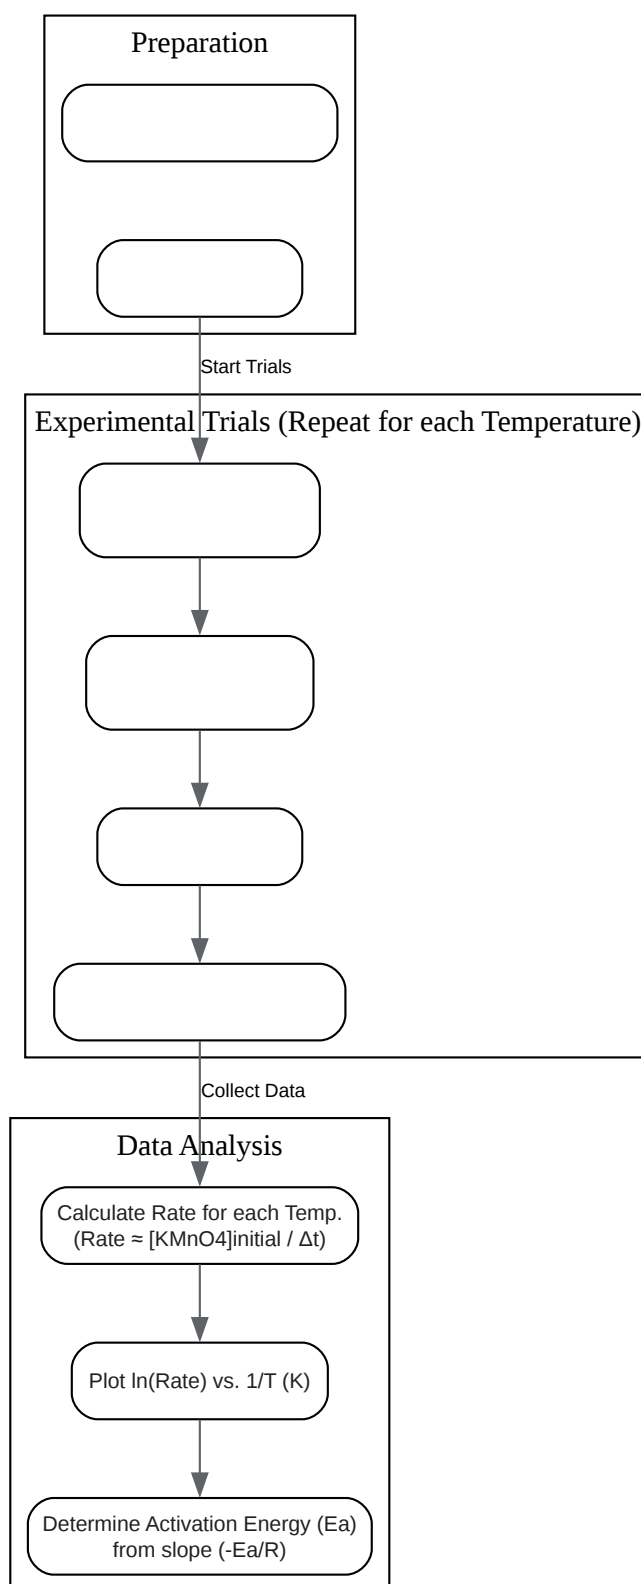 Preparation
Start Trials
Experimental Trials (Repeat for each Temperature)
Collect Data
Data Analysis
Calculate Rate for each Temp.
(Rate ≈ [KMnO4]initial / Δt)
Plot ln(Rate) vs. 1/T (K)
Determine Activation Energy (Ea)
from slope (-Ea/R)